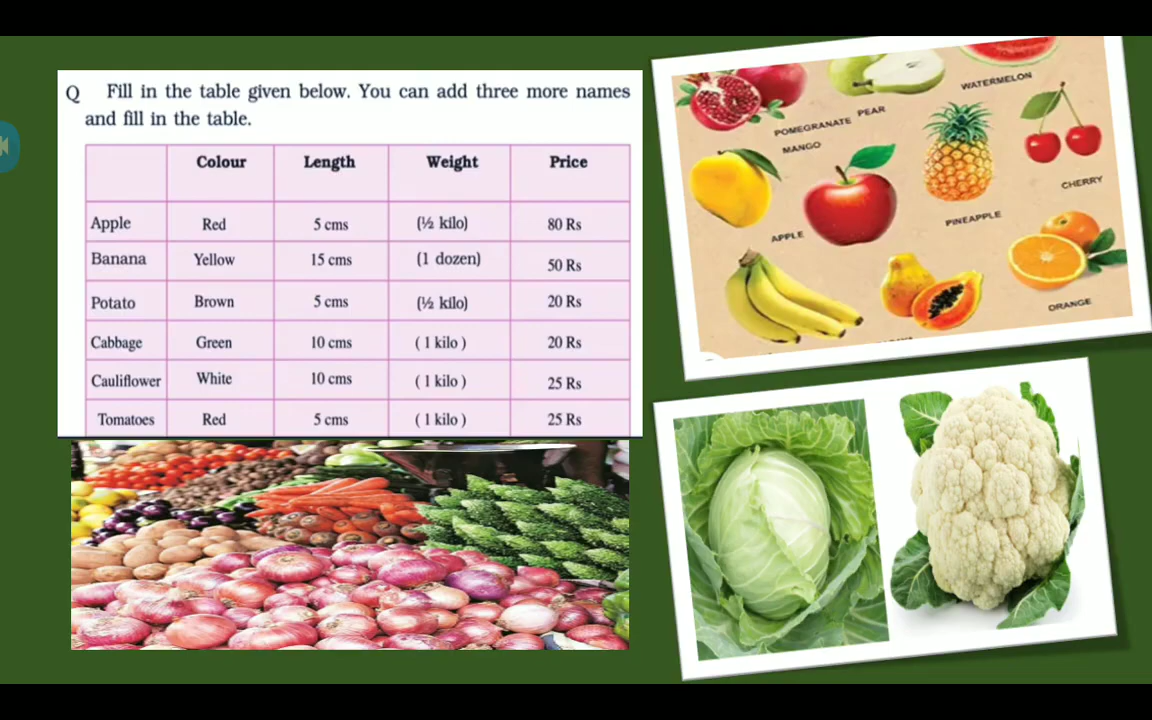 Q Fill in the table given below. You can add three more names
and fill in the table.
Colour Length Weight Price
Apple Red 5 cms (½ kilo) 80 Rs
Banana Yellow 15 cms (1 dozen) 50 Rs
Potato Brown 5 cms (½ kilo) 20 Rs
Cabbage Green 10 cms ( 1 kilo ) 20 Rs
Cauliflower White 10 cms ( 1 kilo ) 25 Rs
Tomatoes Red 5 cms ( 1 kilo ) 25 Rs
WATERMELON
POMEGRANATE PEAR
MANGO
CHERRY
APPLE
PINEAPPLE
ORANGE